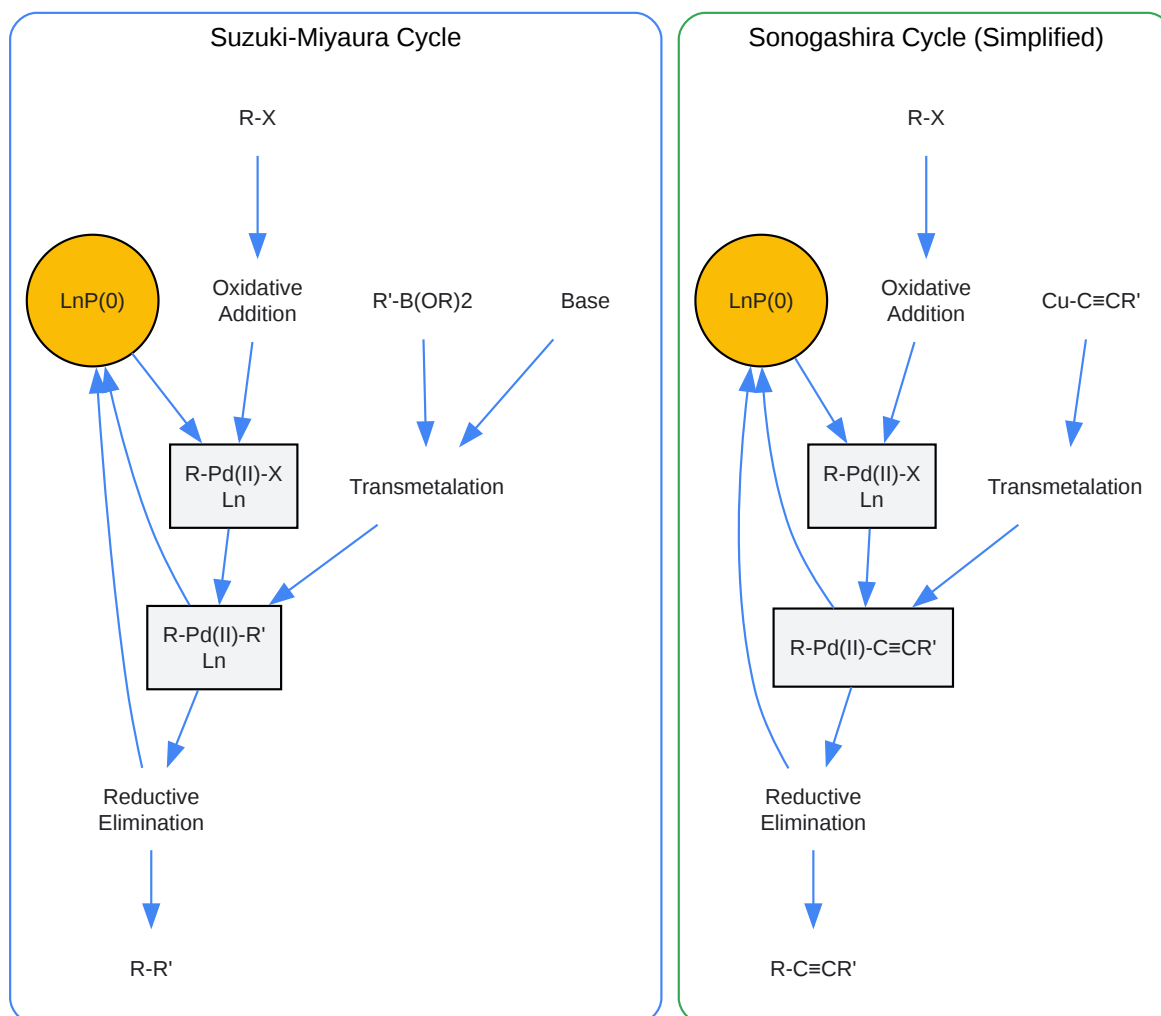 Suzuki-Miyaura Cycle
R-X
LnP(0)
Oxidative
Addition
R'-B(OR)2
Base
R-Pd(II)-X
Ln
Transmetalation
R-Pd(II)-R'
Ln
Reductive
Elimination
R-R'
Sonogashira Cycle (Simplified)
R-X
LnP(0)
Oxidative
Addition
Cu-C≡CR'
R-Pd(II)-X
Ln
Transmetalation
R-Pd(II)-C≡CR'
Reductive
Elimination
R-C≡CR'